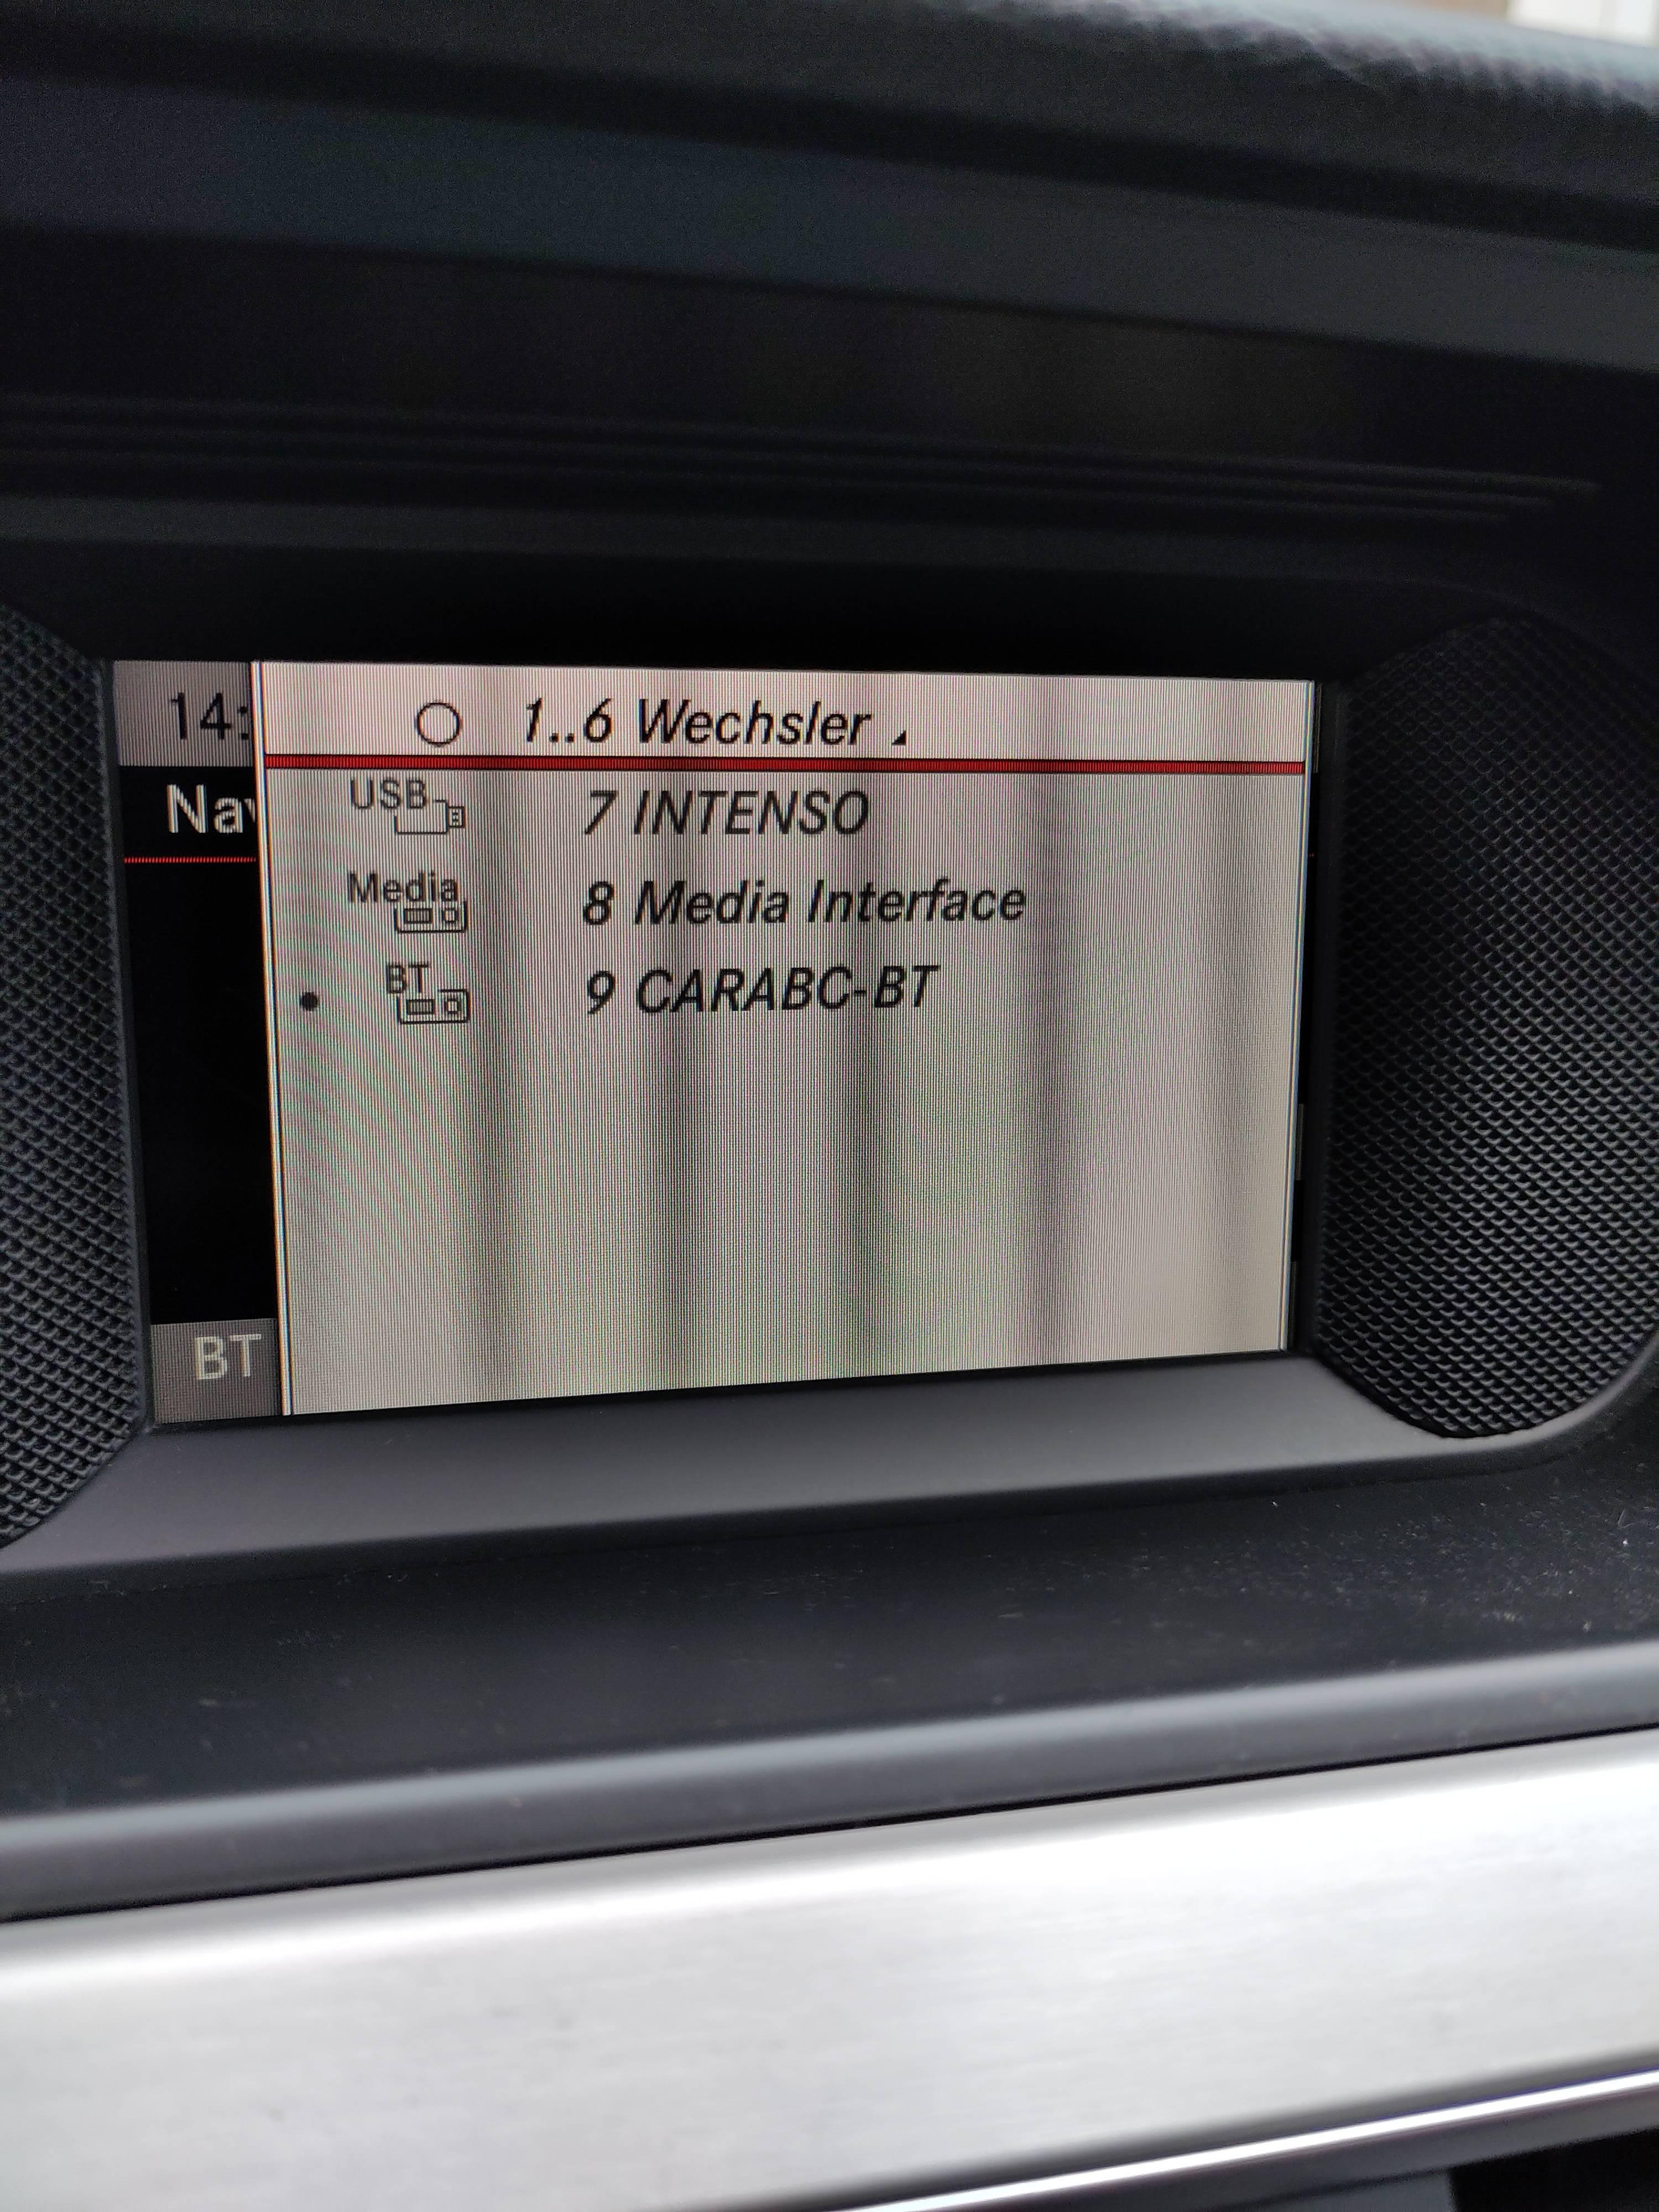 14:
1..6 Wechsler
Nav
USB
7 INTENSO
Media
8 Media Interface
BT
9 CARABC-BT
BT